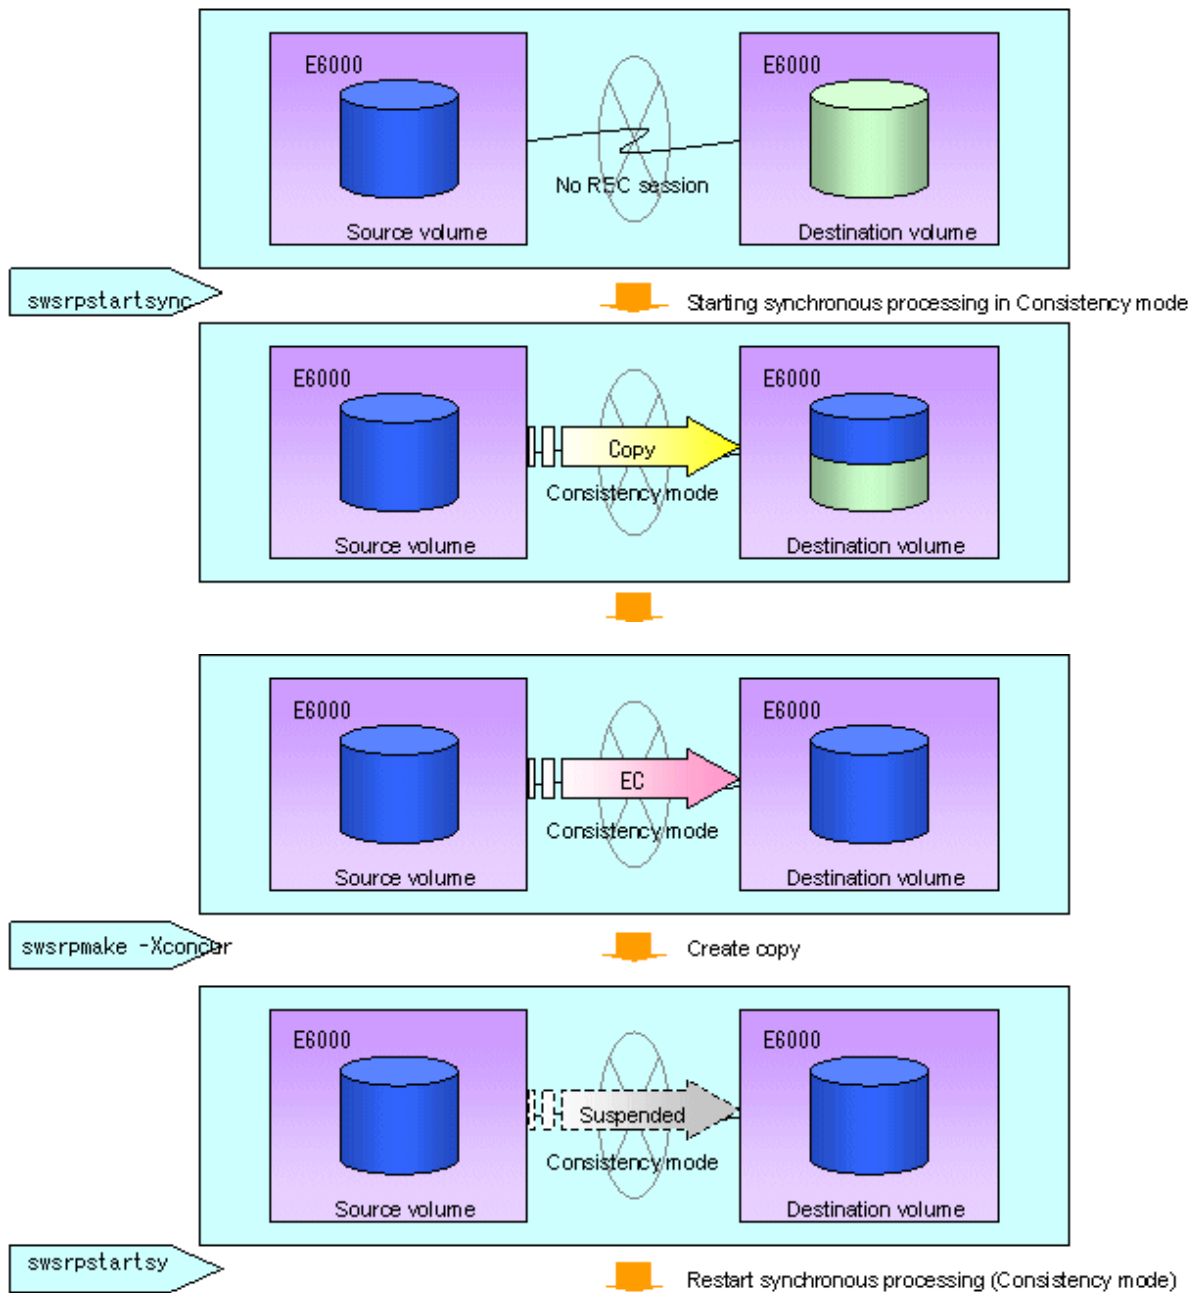 E6000
E6000
No REC session
Source volume
Destination volume
swsrpstartsync
Starting synchronous processing in Consistency mode
E6000
E6000
Copy
Consistency mode
Source volume
Destination volume
E6000
E6000
EC
Consistency mode
Source volume
Destination volume
swsrpmake -Xconcur
Create copy
E6000
E6000
Suspended
Consistency mode
Source volume
Destination volume
swsrpstartsy
Restart synchronous processing (Consistency mode)